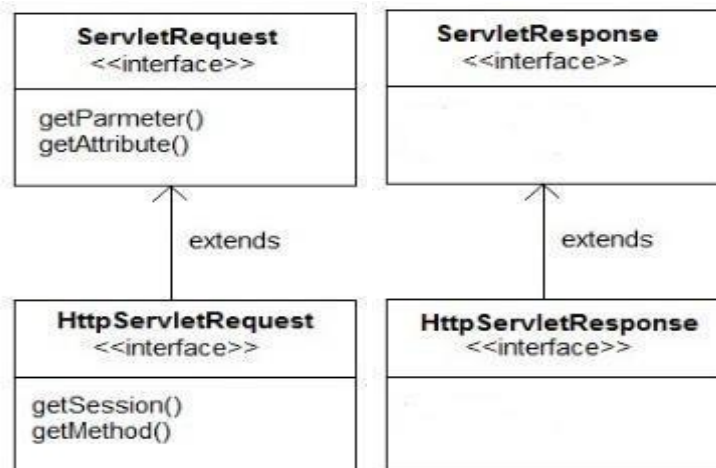 ServletRequest
<<interface>>
getParmeter()
getAttribute()
ServletResponse
<<interface>>
extends
extends
HttpServletRequest
<<interface>>
getSession()
getMethod()
HttpServletResponse
<<interface>>